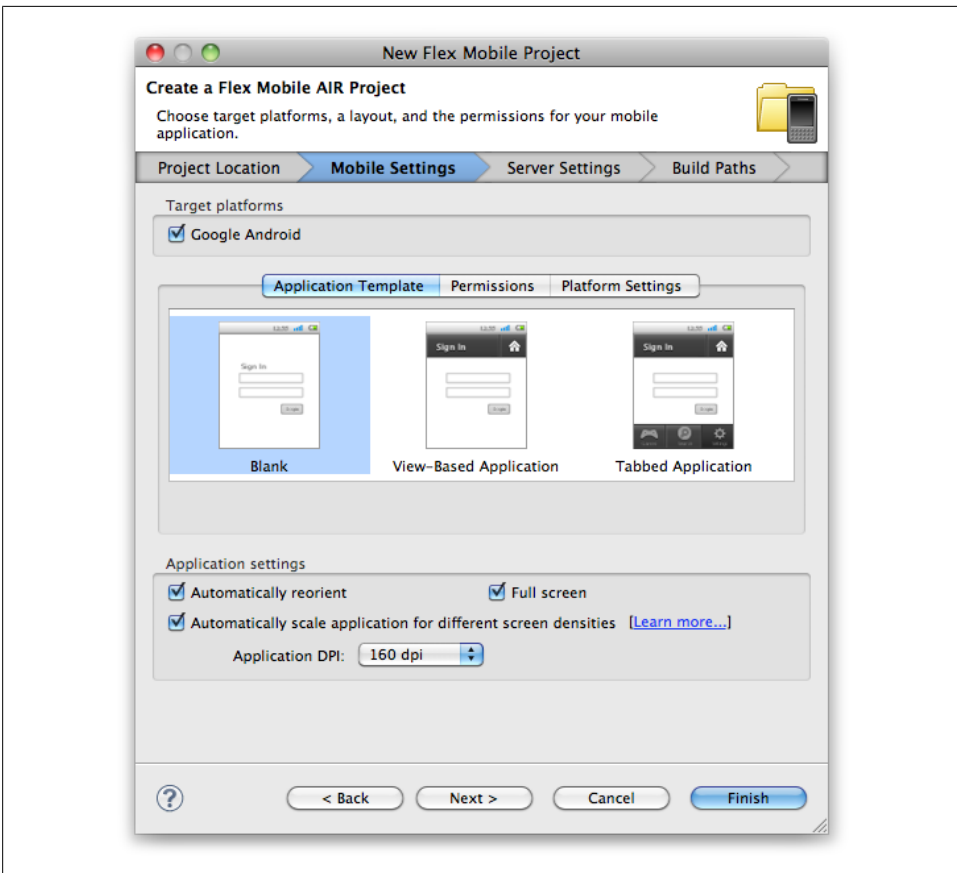 New Flex Mobile Project
Create a Flex Mobile AIR Project
Choose target platforms, a layout, and the permissions for your mobile
application.
Project Location
Mobile Settings
Server Settings
Build Paths
Target platforms
Google Android
Application Template
Permissions
Platform Settings
Sign In
Sign In
Sign In
Blank
View-Based Application
Tabbed Application
Application settings
Automatically reorient
Full screen
Automatically scale application for different screen densities [Learn more...]
Application DPI: 160 dpi
?
< Back
Next >
Cancel
Finish